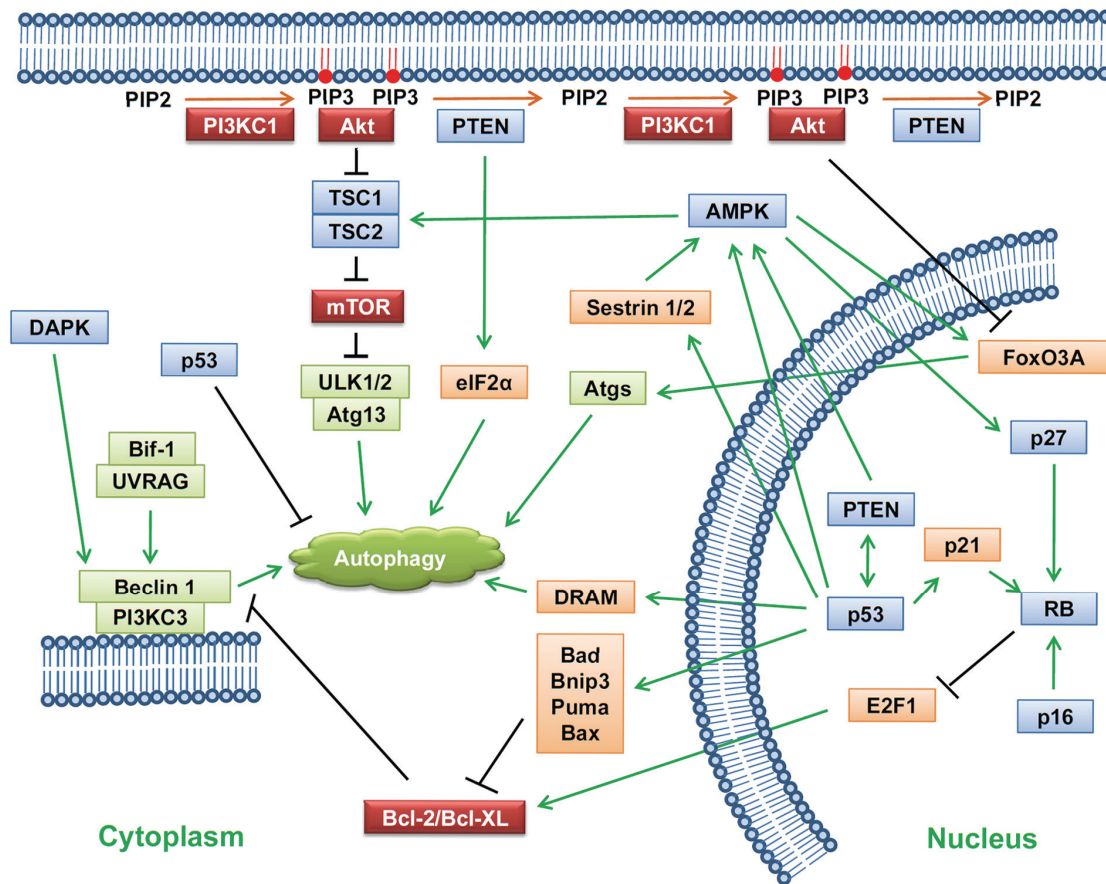 PIP2
PIP3
PIP3
PIP2
PIP3
PIP3
PIP2
PI3KC1
Akt
PTEN
PI3KC1
Akt
PTEN
TSC1
TSC2
AMPK
mTOR
Sestrin 1/2
DAPK
p53
ULK1/2
Atg13
eIF2α
Atgs
FoxO3A
p27
Bif-1
UVRAG
PTEN
p21
Autophagy
Beclin 1
PI3KC3
DRAM
p53
RB
Bad
Bnip3
Puma
Bax
E2F1
p16
Bcl-2/Bcl-XL
Cytoplasm
Nucleus